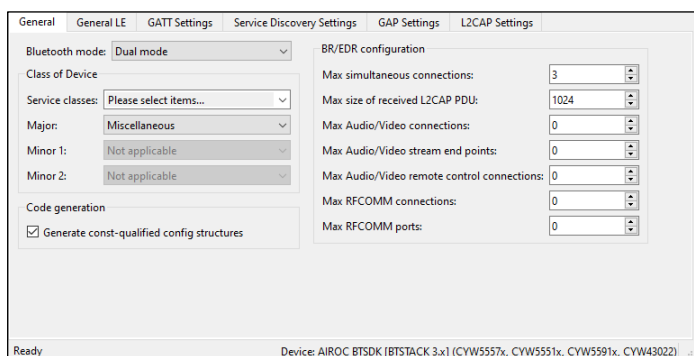 General General LE GATT Settings Service Discovery Settings GAP Settings L2CAP Settings
Bluetooth mode: Dual mode
Class of Device
Service classes: Please select items...
Major: Miscellaneous
Minor 1: Not applicable
Minor 2: Not applicable
Code generation
Generate const-qualified config structures
BR/EDR configuration
Max simultaneous connections: 3
Max size of received L2CAP PDU: 1024
Max Audio/Video connections: 0
Max Audio/Video stream end points: 0
Max Audio/Video remote control connections: 0
Max RFCOMM connections: 0
Max RFCOMM ports: 0
Ready Device: AIROC BTSDK [BTSTACK 3.x] (CYW5557x, CYW5551x, CYW5591x, CYW43022)